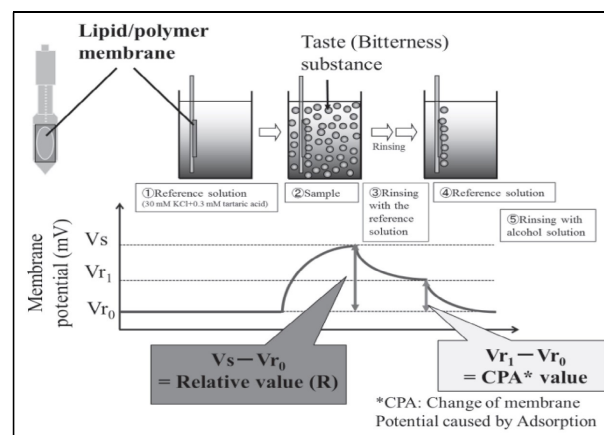 Lipid/polymer
membrane
Taste (Bitterness)
substance
Rinsing
①Reference solution
(30 mM KCl+0.3 mM tartaric acid)
②Sample
③Rinsing
with the
reference
solution
④Reference solution
⑤Rinsing with
alcohol solution
Membrane
potential (mV)
Vs
Vr₁
Vr₀
Vs－Vr₀
= Relative value (R)
Vr₁－Vr₀
= CPA* value
*CPA: Change of membrane
Potential caused by Adsorption